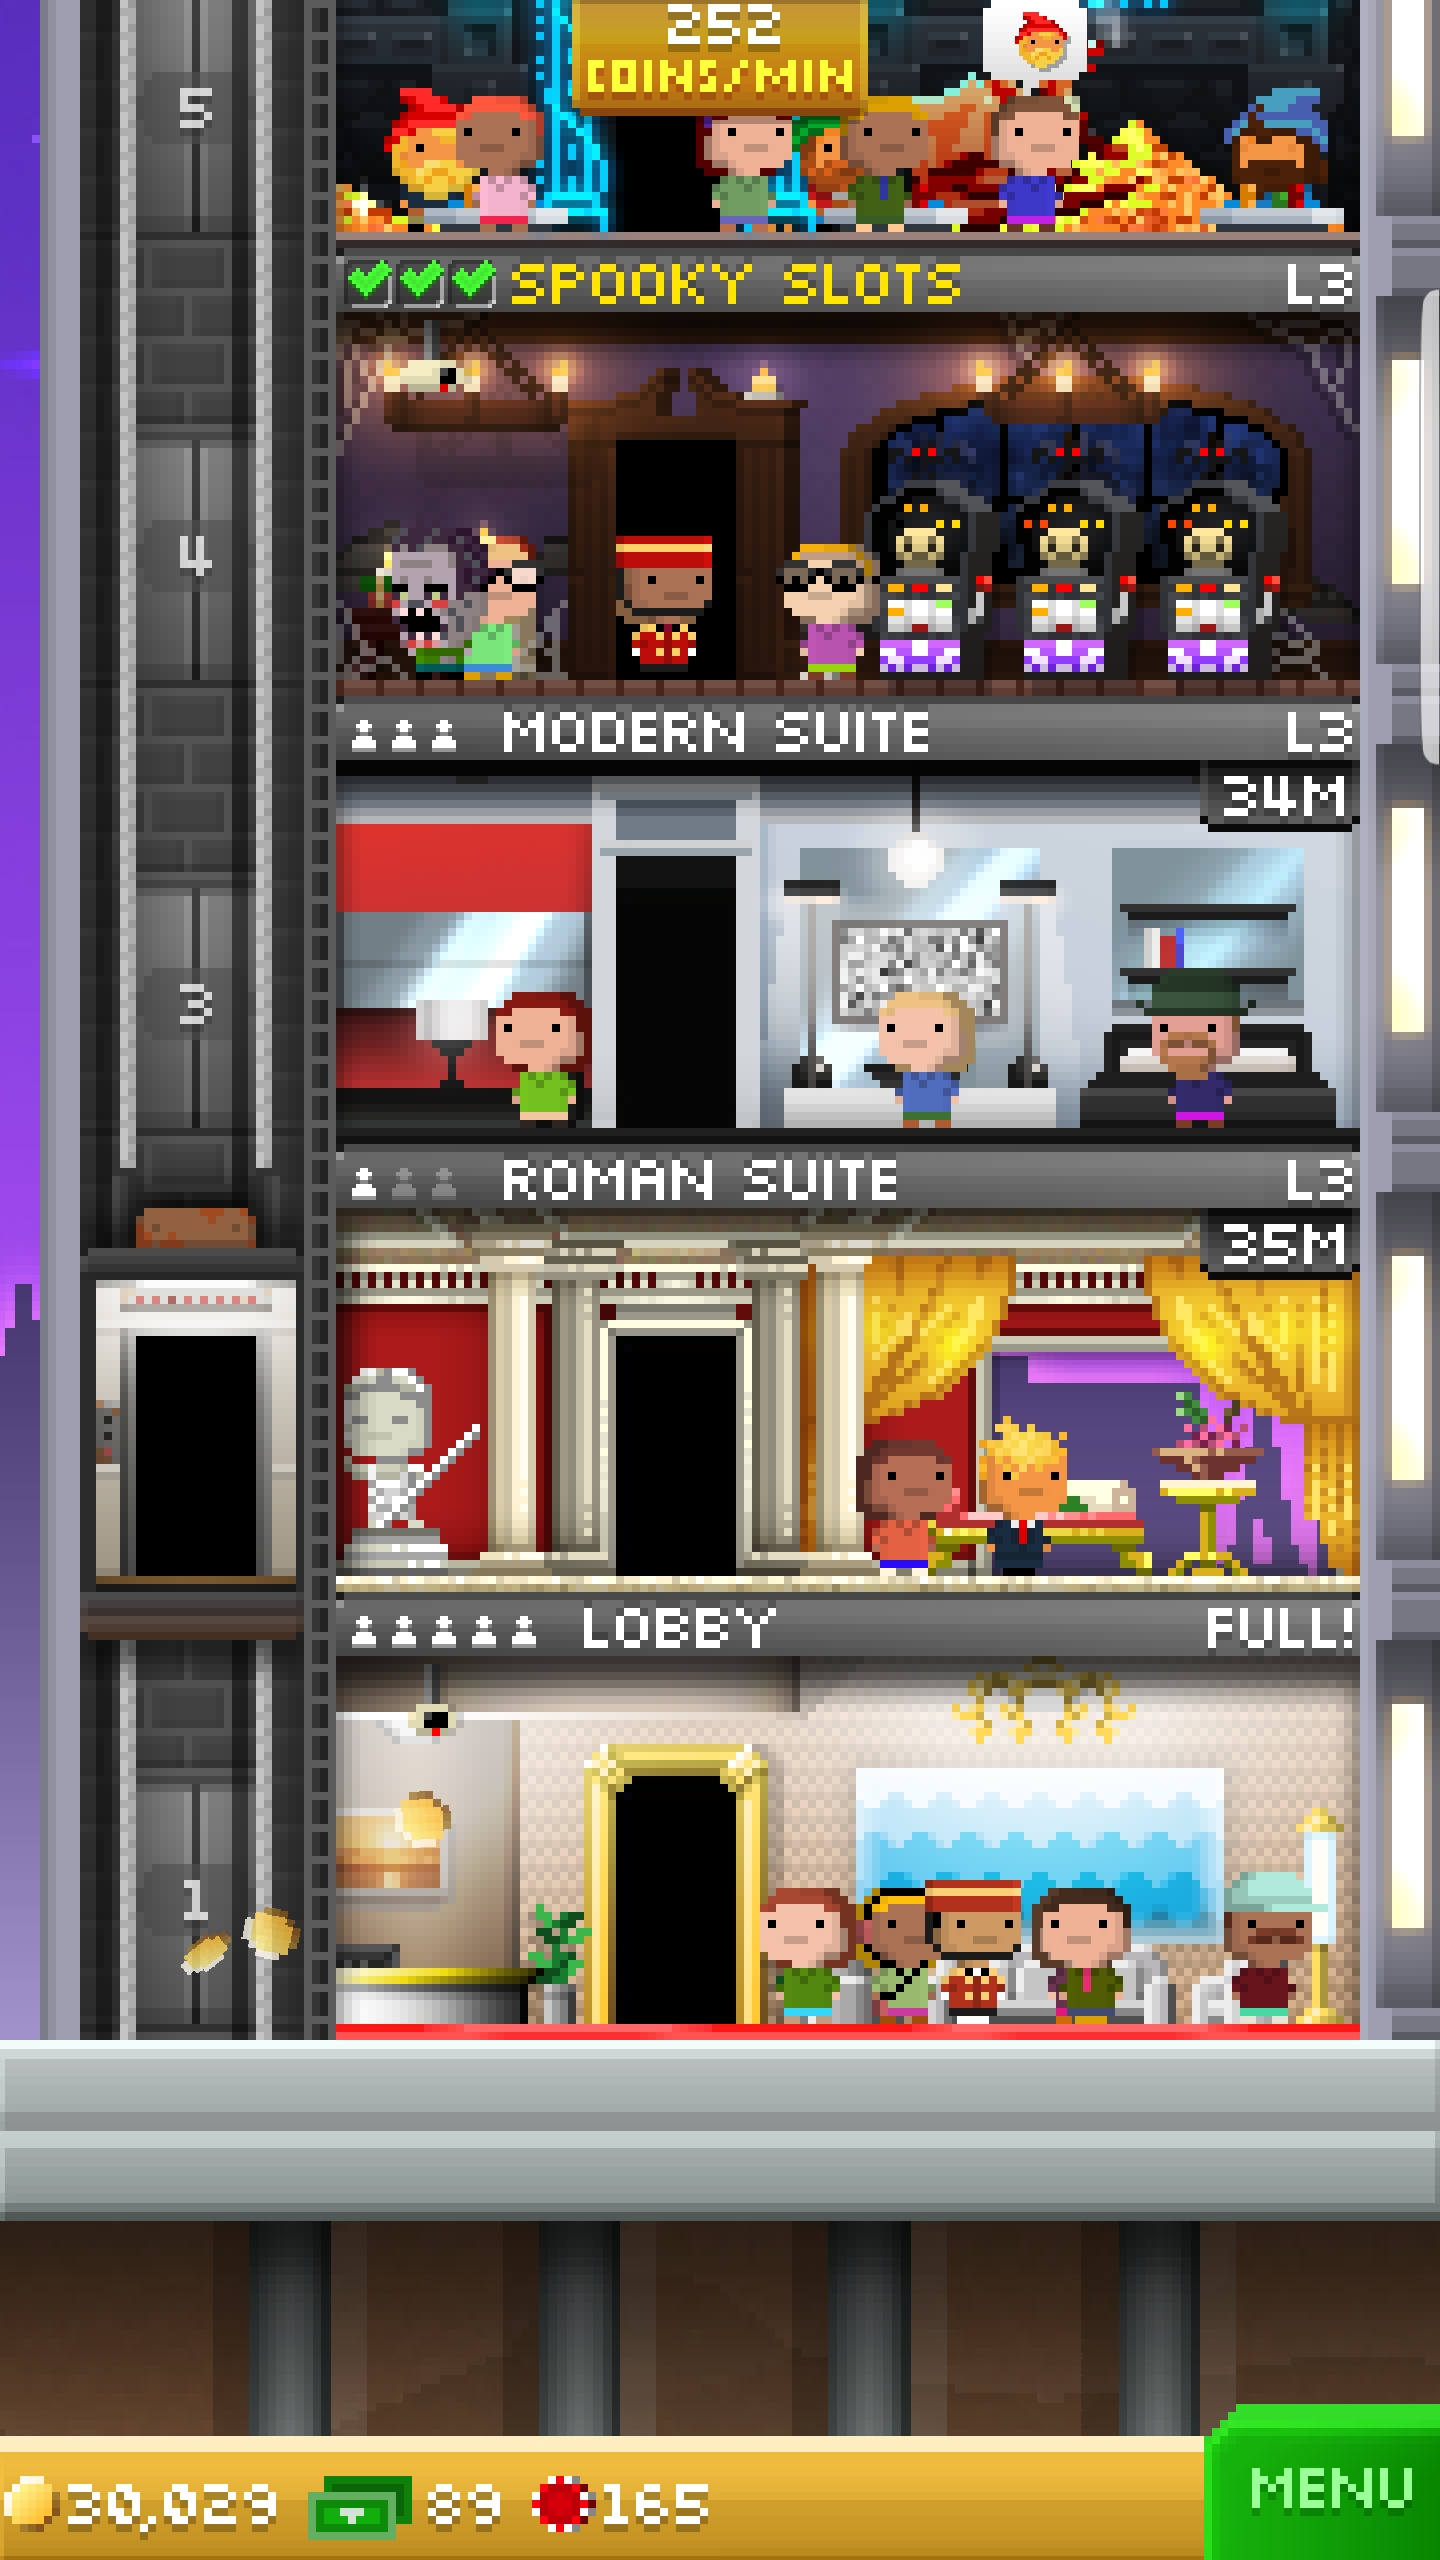 252
COINS/MIN
5
SPOOKY SLOTS L3
4
MODERN SUITE L3
34M
3
ROMAN SUITE L3
35M
LOBBY FULL!
1
30,029 89 165
MENU